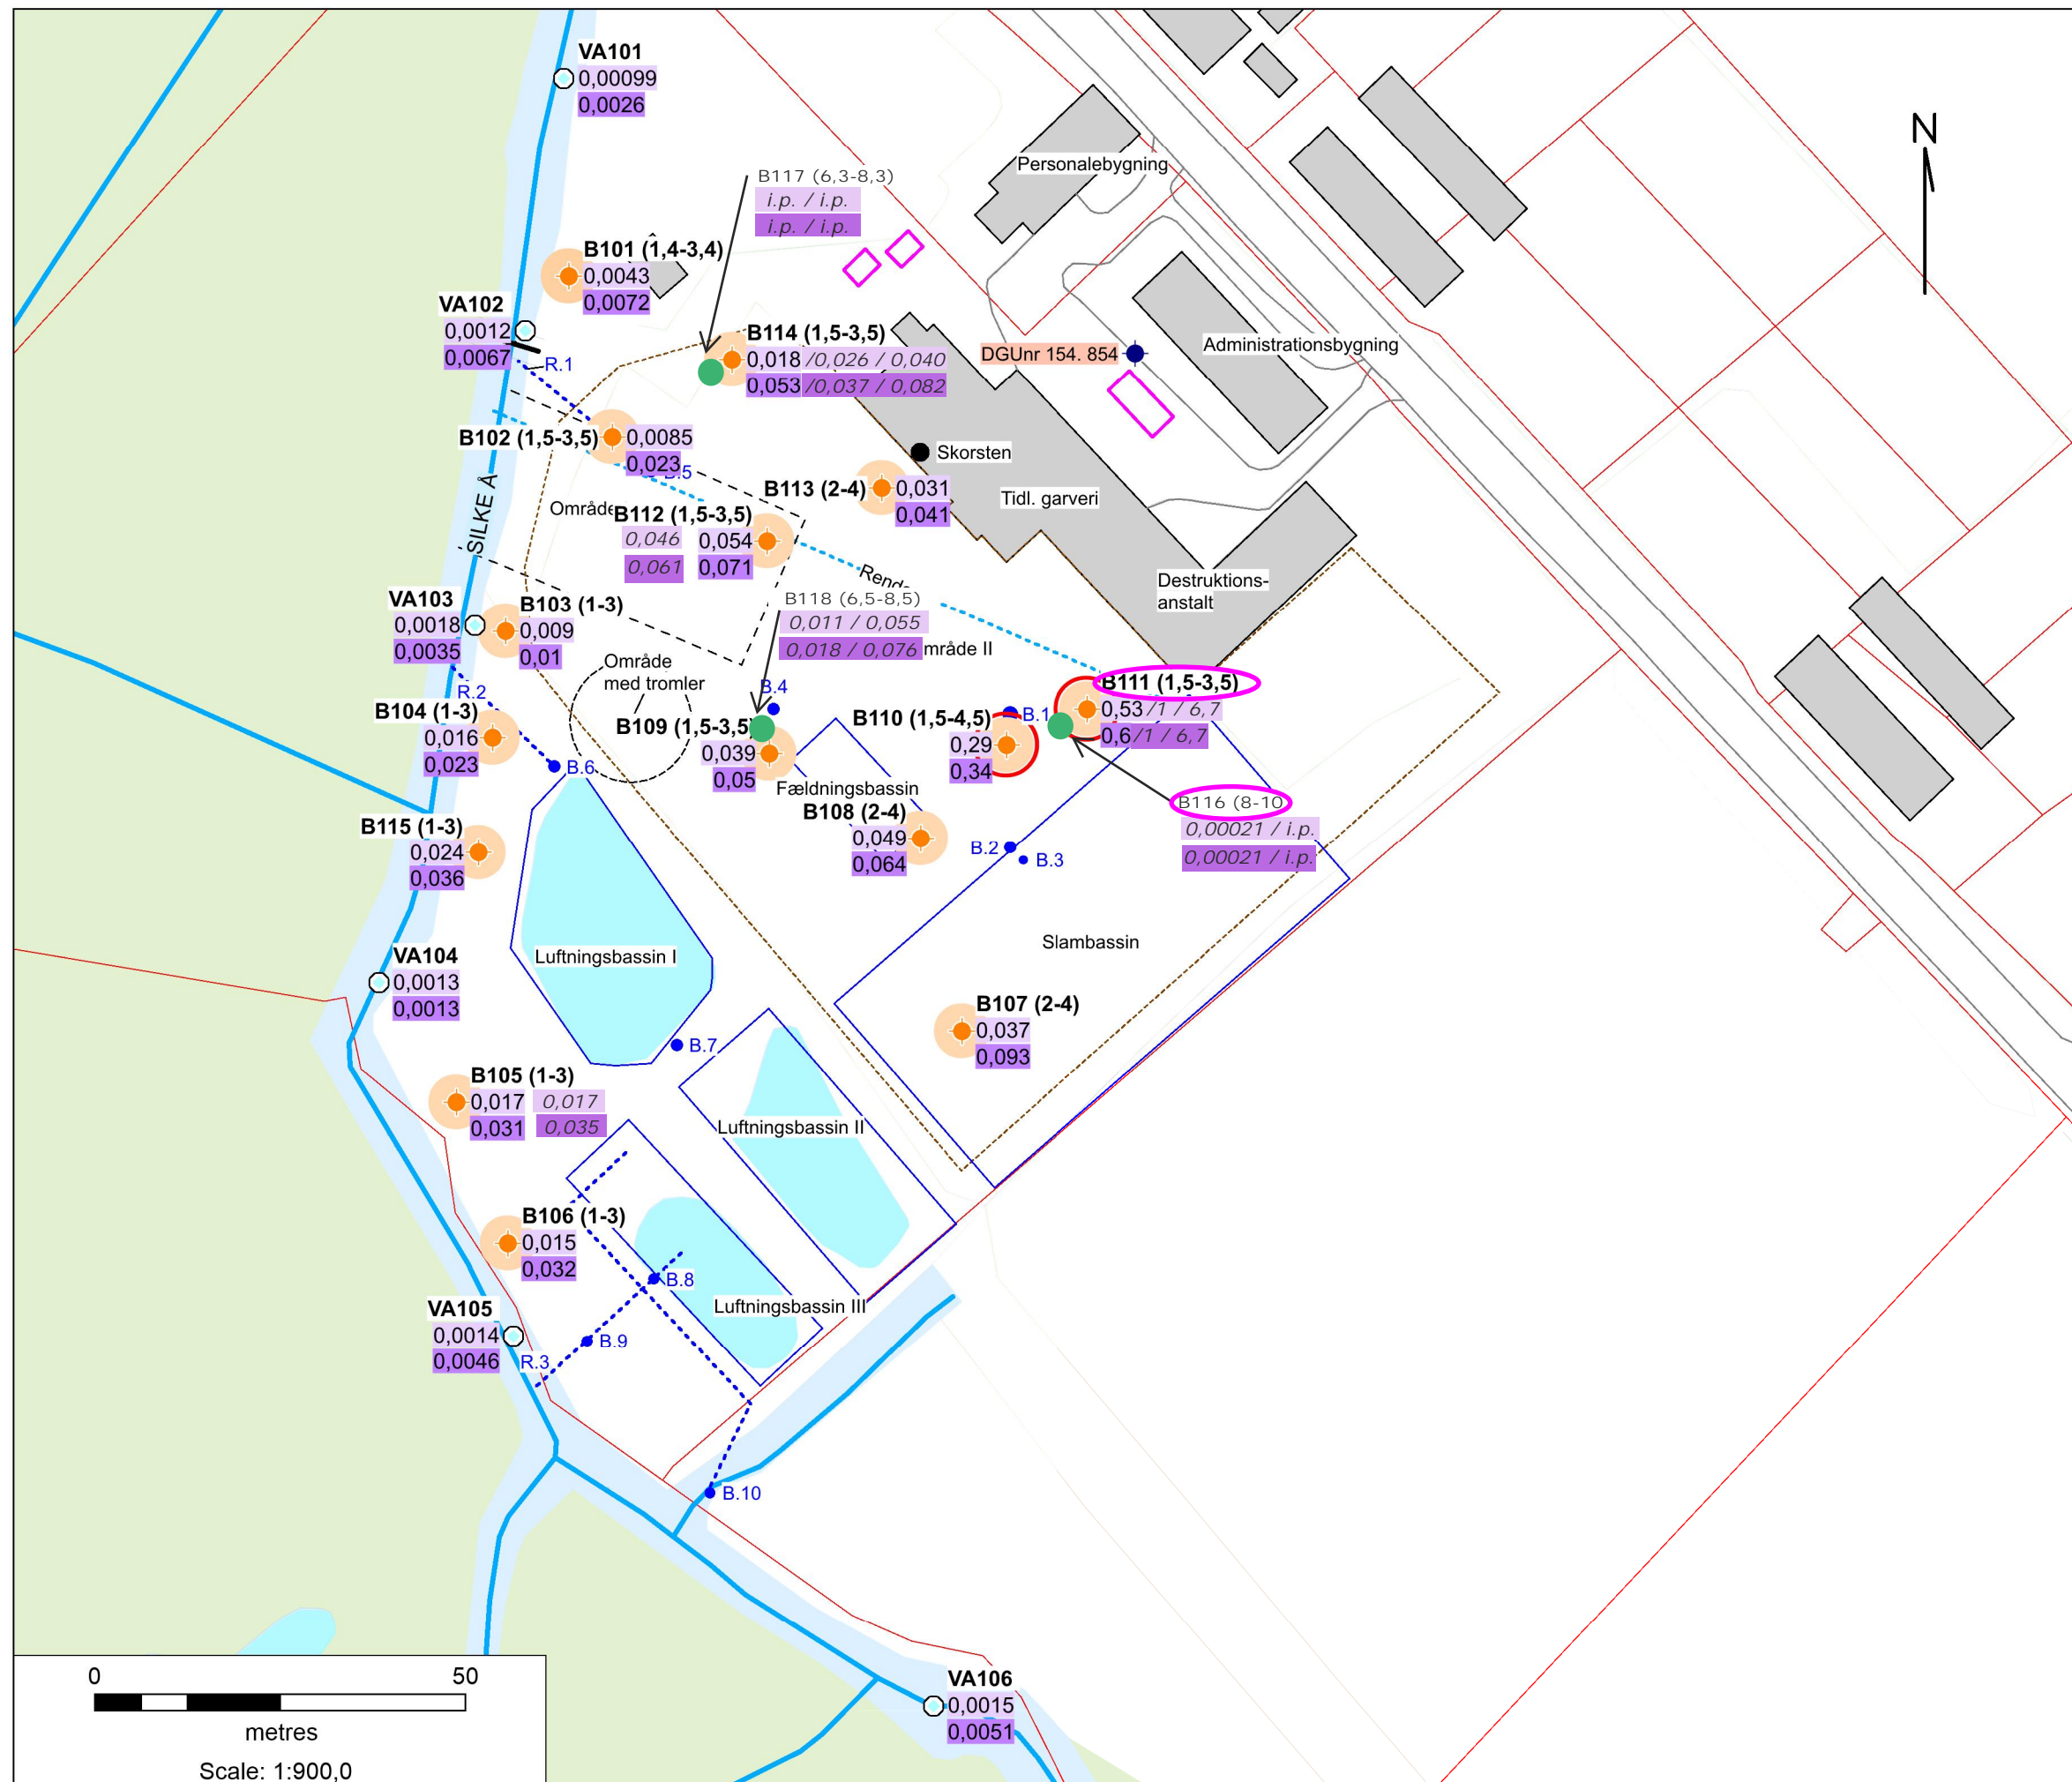 VA101
0,00099
0,0026
N
Personalebygning
B117 (6,3-8,3)
i.p. / i.p.
i.p. / i.p.
B101 (1,4-3,4)
0,0043
0,0072
VA102
0,0012
0,0067
R.1
B114 (1,5-3,5)
0,018 /0,026 / 0,040
0,053 /0,037 / 0,082
DGUnr 154. 854
Administrationsbygning
B102 (1,5-3,5)
0,0085
0,023
B.5
Skorsten
B113 (2-4)
0,031
0,041
Tidl. garveri
SILKE Å
Område
B112 (1,5-3,5)
0,046
0,054
0,061
0,071
Rende
Destruktions-
anstalt
VA103
0,0018
0,0035
B103 (1-3)
0,009
0,01
B118 (6,5-8,5)
0,011 / 0,055
0,018 / 0,076
mråde II
Område
med tromler
R.2
B.4
B104 (1-3)
0,016
0,023
B.6
B109 (1,5-3,5)
0,039
0,05
B110 (1,5-4,5)
0,29
0,34
B.1
B111 (1,5-3,5)
0,53 /1 / 6,7
0,6 /1 / 6,7
Fældningsbassin
B108 (2-4)
0,049
0,064
B116 (8-10
0,00021 / i.p.
0,00021 / i.p.
B115 (1-3)
0,024
0,036
B.2
B.3
Slambassin
Luftningsbassin I
VA104
0,0013
0,0013
B107 (2-4)
0,037
0,093
B.7
B105 (1-3)
0,017 0,017
0,031 0,035
Luftningsbassin II
B106 (1-3)
0,015
0,032
B.8
Luftningsbassin III
VA105
0,0014
0,0046
R.3
B.9
B.10
VA106
0,0015
0,0051
0 50
metres
Scale: 1:900,0